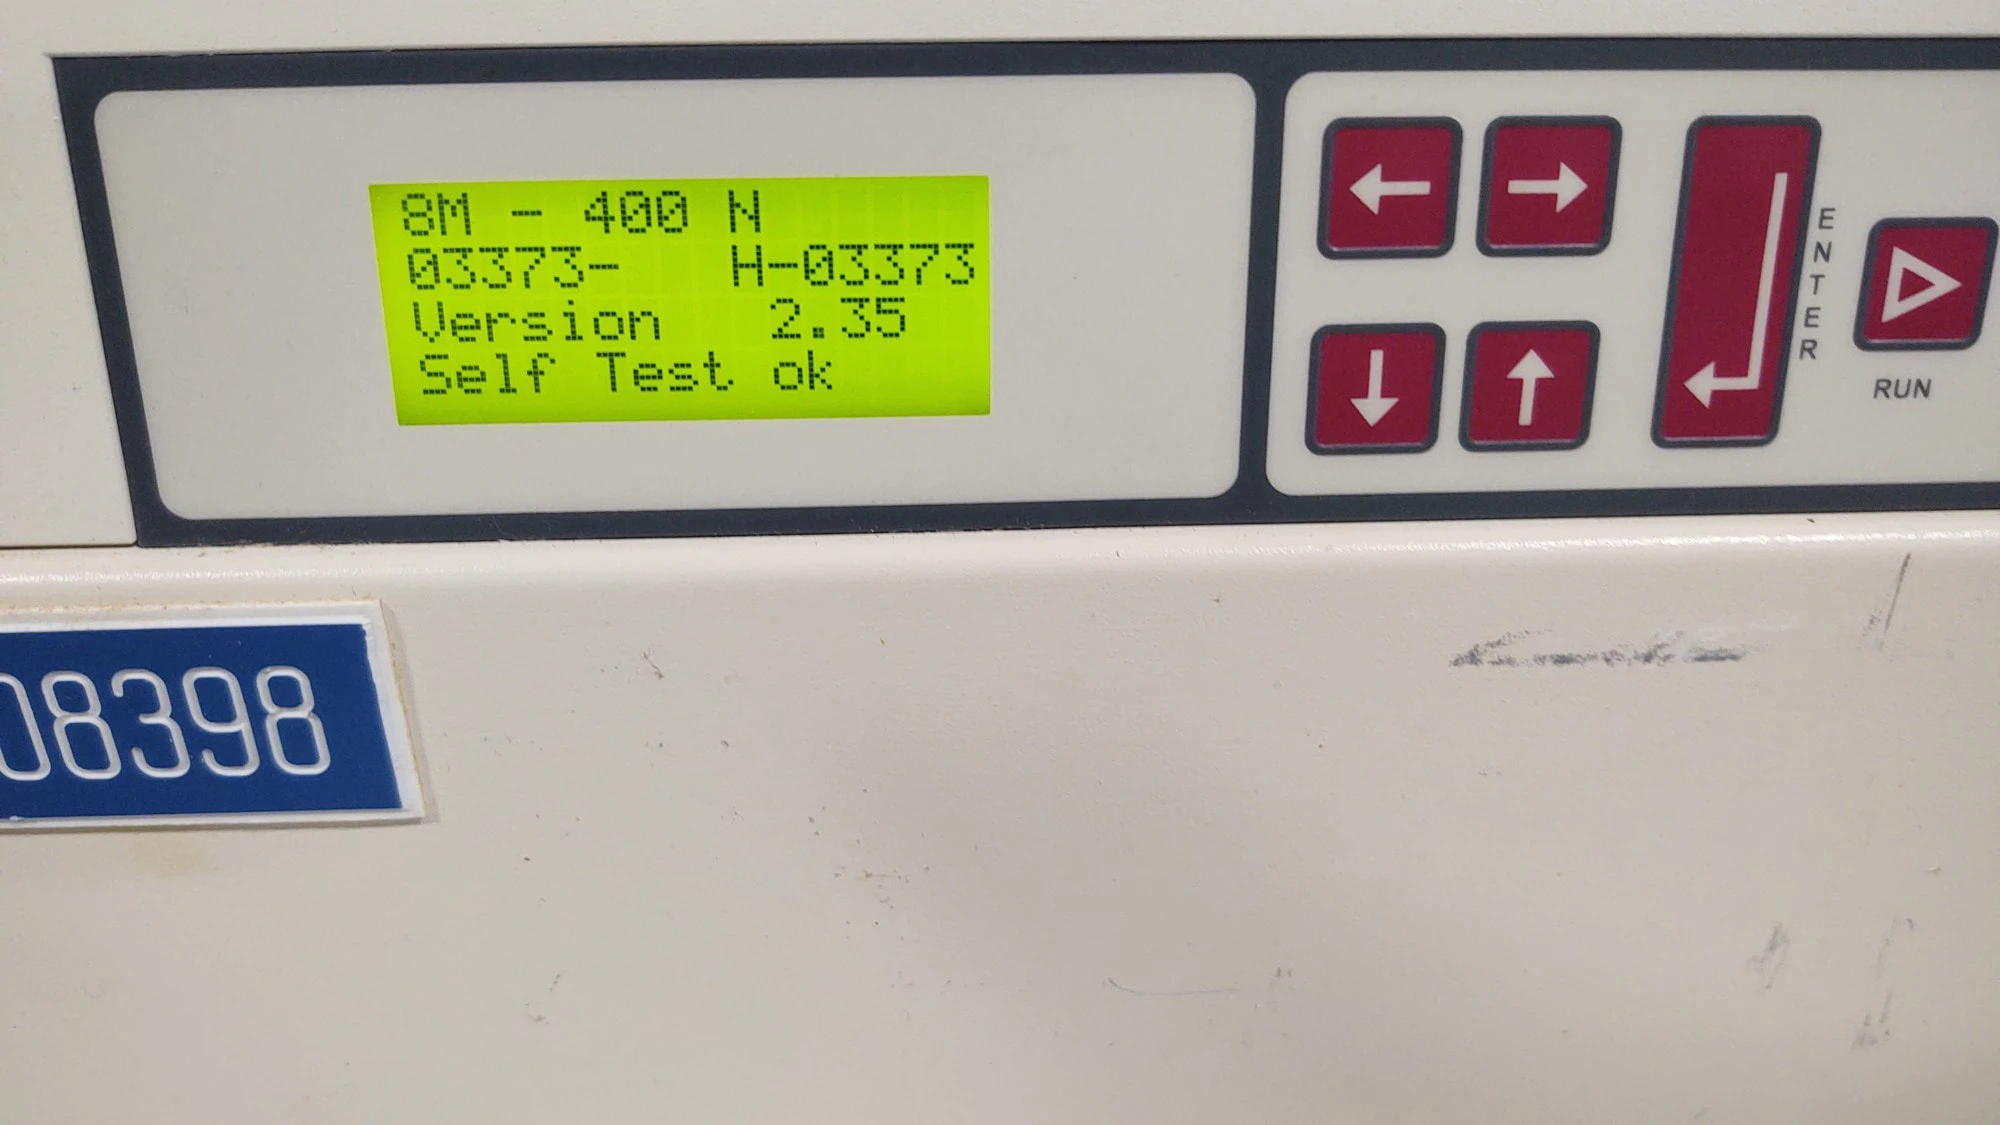 8M - 400 N
03373- H-03373
Version 2.35
Self Test ok
ENTER
RUN
08398